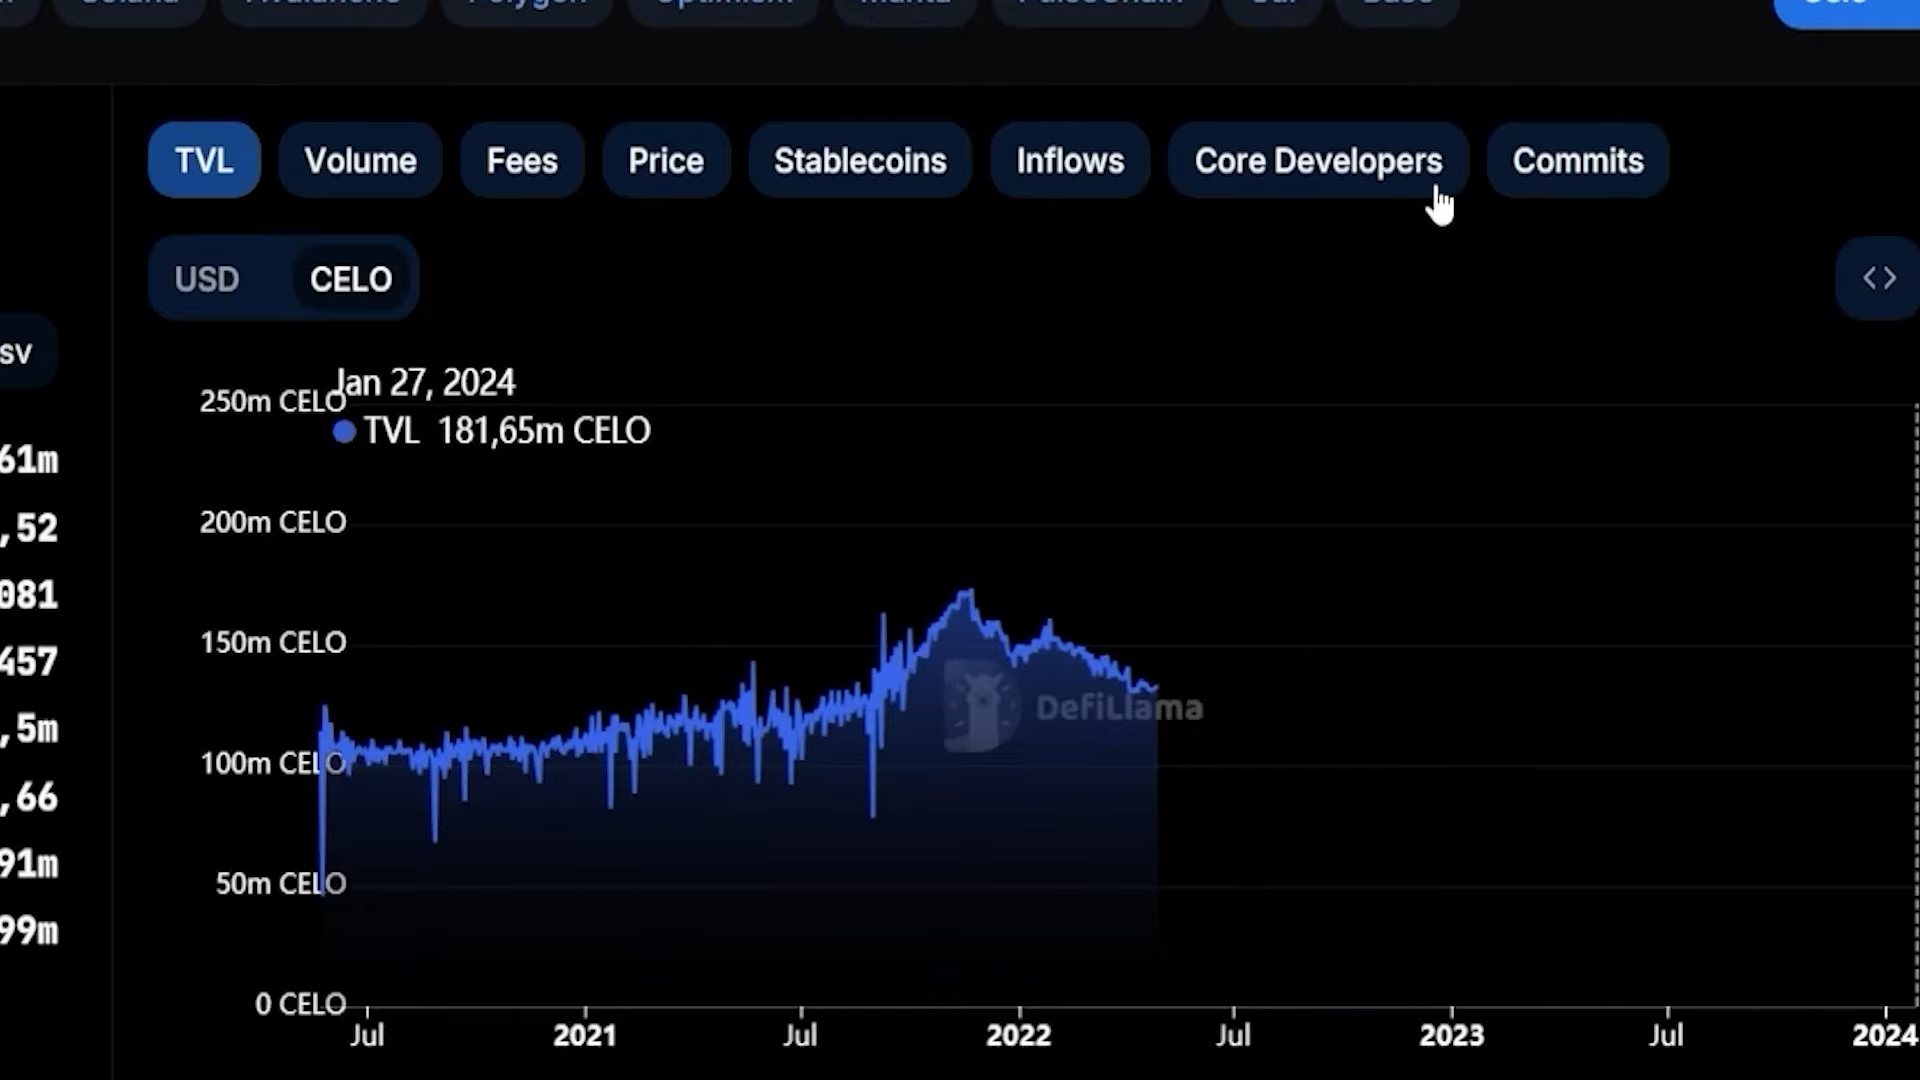 TVL Volume Fees Price Stablecoins Inflows Core Developers Commits
USD CELO
sv
Jan 27, 2024
250m CELO
TVL 181,65m CELO
61m
200m CELO
,52
081
150m CELO
457
DefiLlama
,5m
100m CELO
,66
91m
50m CELO
99m
0 CELO
Jul 2021 Jul 2022 Jul 2023 Jul 2024